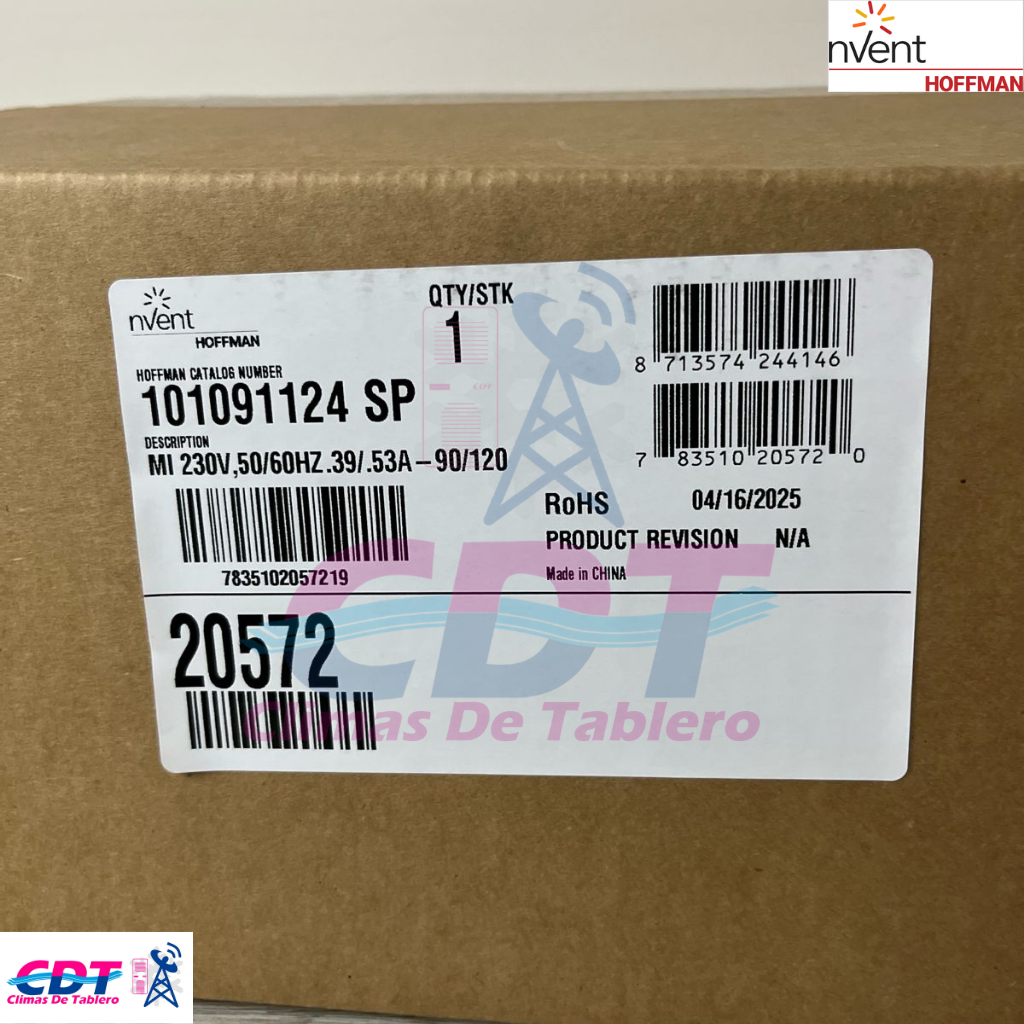 nvent
HOFFMAN
nvent
HOFFMAN
QTY/STK
1
8 713574 244146
HOFFMAN CATALOG NUMBER
101091124 SP
DESCRIPTION
MI 230V,50/60HZ.39/.53A-90/120
7 83510 20572 0
7835102057219
RoHS 04/16/2025
PRODUCT REVISION N/A
Made in CHINA
20572
CDT
Climas De Tablero
CDT
Climas De Tablero